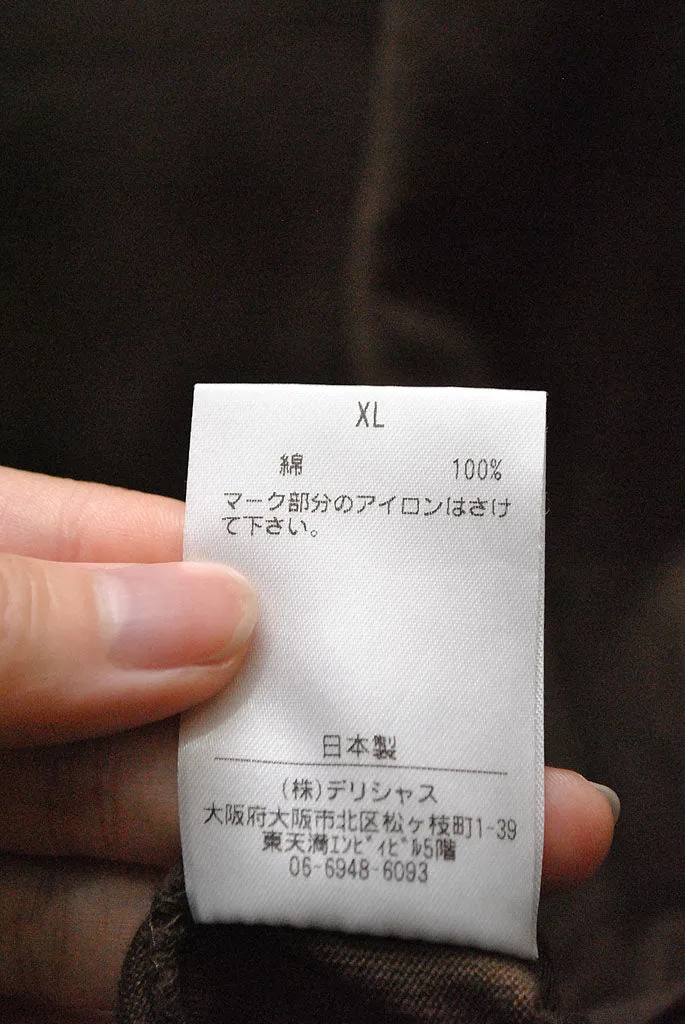 XL
綿 100%
マーク部分のアイロンはさけ
て下さい。
日本製
(株)デリシャス
大阪府大阪市北区松ヶ枝町1-39
東天満ｴﾝﾋﾞｨﾋﾞﾙ5階
06-6948-6093